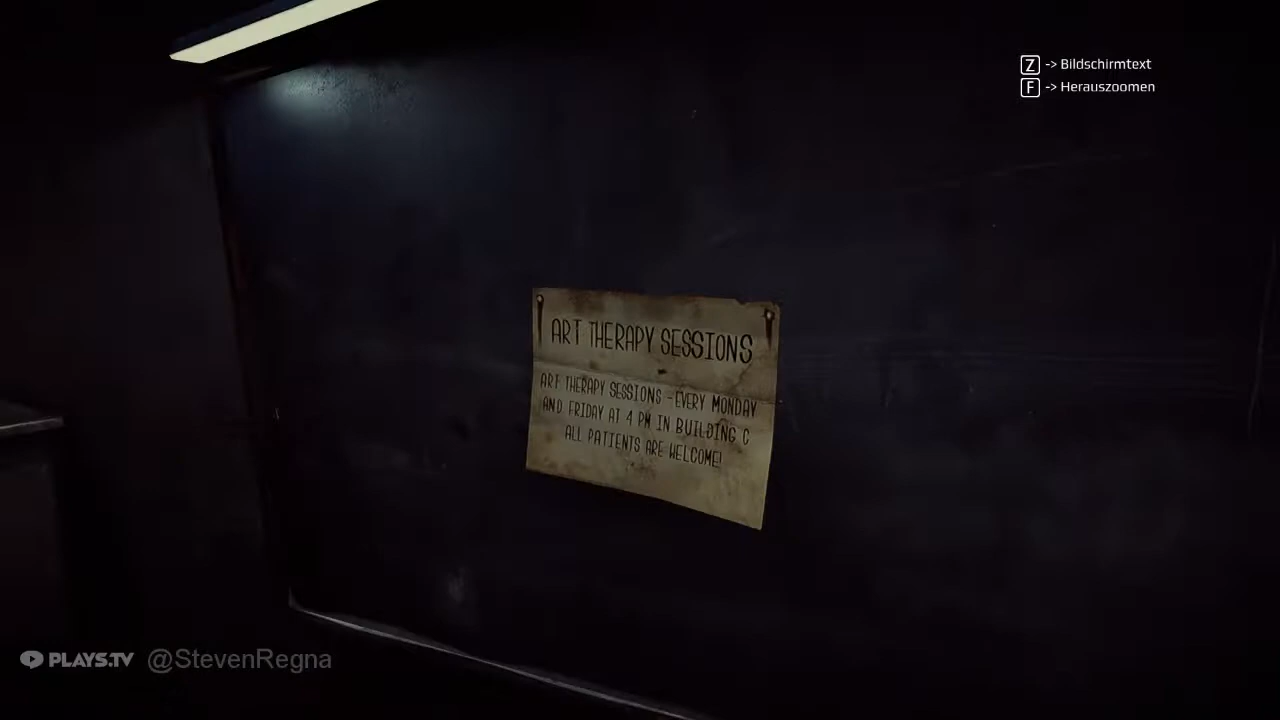 Z -> Bildschirmtext
F -> Herauszoomen
ART THERAPY SESSIONS
ART THERAPY SESSIONS - EVERY MONDAY
AND FRIDAY AT 4 PM IN BUILDING C
ALL PATIENTS ARE WELCOME!
PLAYS.TV @StevenRegna